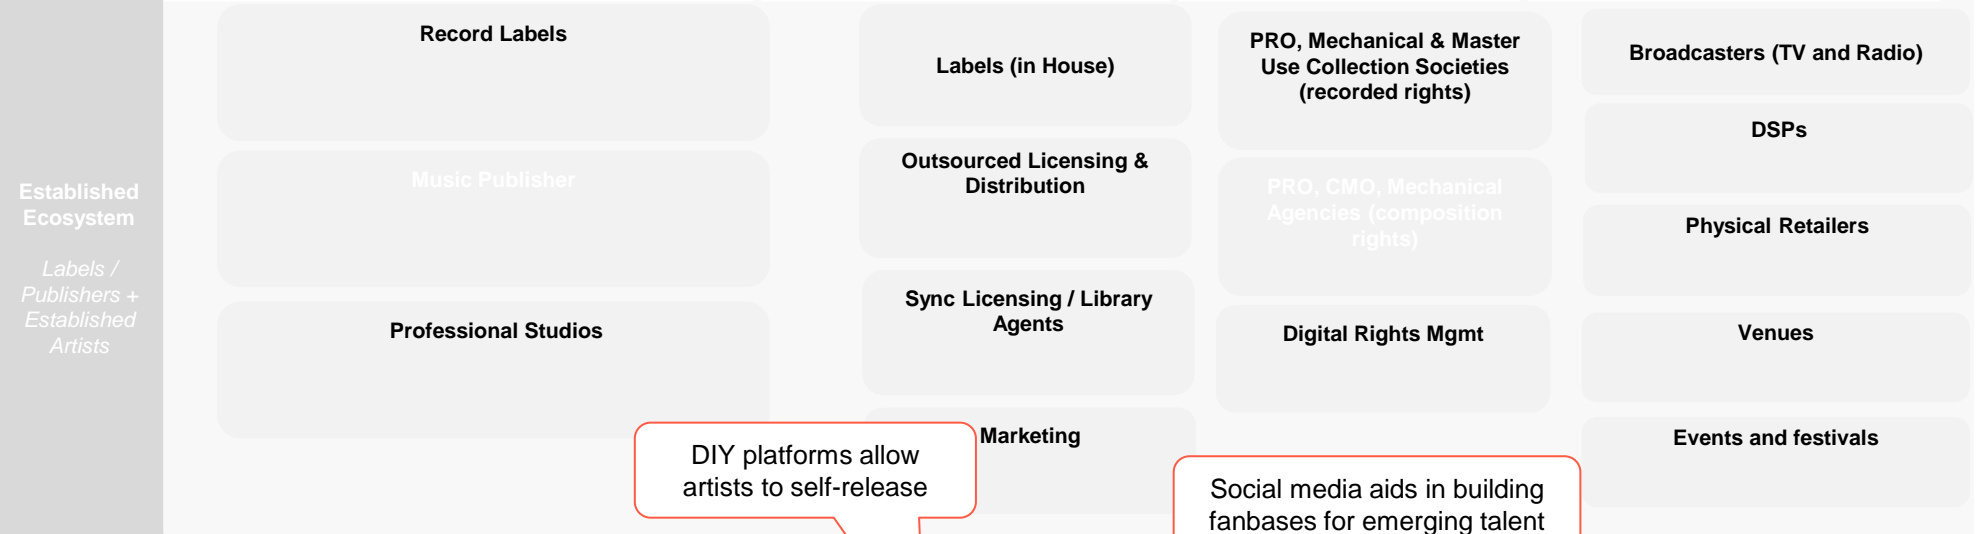 Established
Ecosystem
Labels /
Publishers +
Established
Artists
Record Labels
Music Publisher
Professional Studios
Labels (in House)
Outsourced Licensing &
Distribution
Sync Licensing / Library
Agents
Marketing
PRO, Mechanical & Master
Use Collection Societies
(recorded rights)
PRO, CMO, Mechanical
Agencies (composition
rights)
Digital Rights Mgmt
Broadcasters (TV and Radio)
DSPs
Physical Retailers
Venues
Events and festivals
DIY platforms allow
artists to self-release
Social media aids in building
fanbases for emerging talent